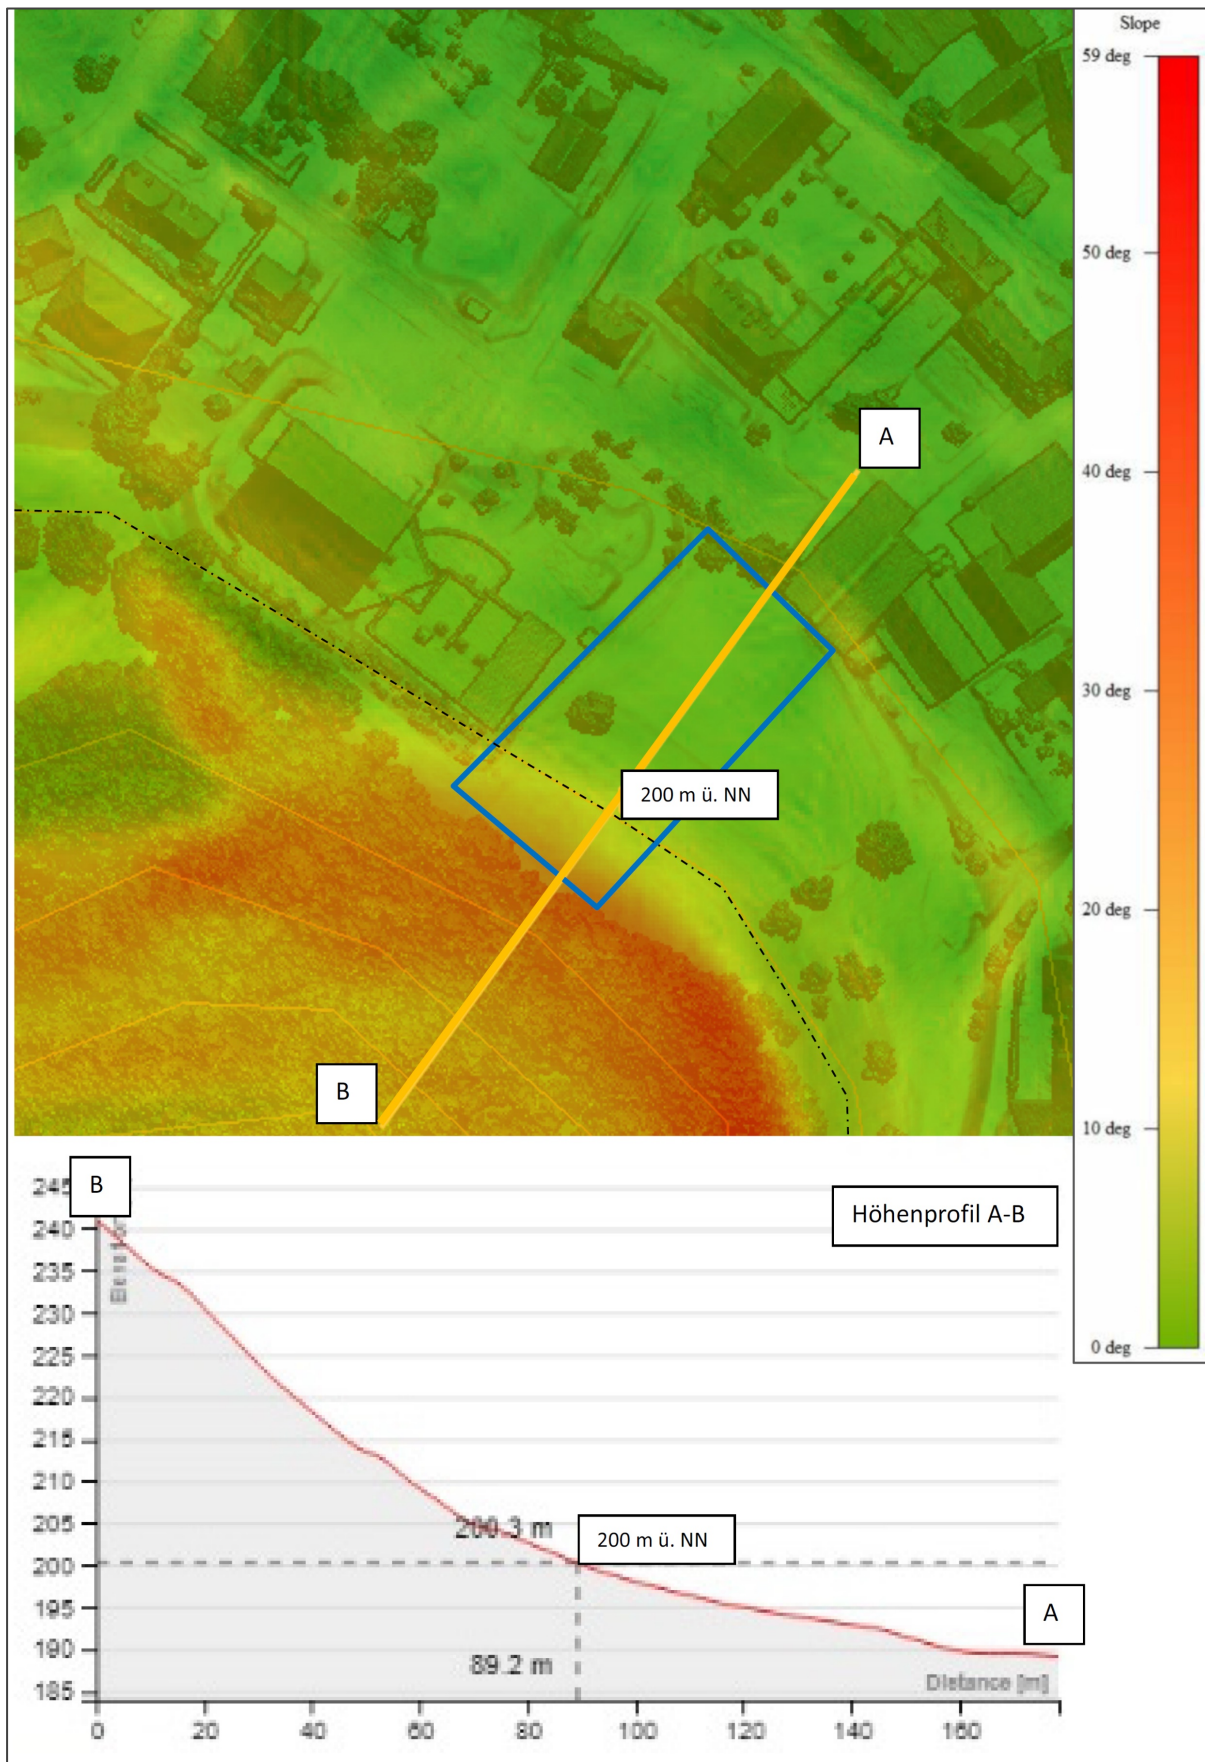 Slope
59 deg
50 deg
40 deg
30 deg
20 deg
10 deg
0 deg
A
200 m ü. NN
B
B
Höhenprofil A-B
240
235
230
225
220
215
210
205
200
195
190
185
200.3 m
200 m ü. NN
A
89.2 m
Distance [m]
0 20 40 60 80 100 120 140 160